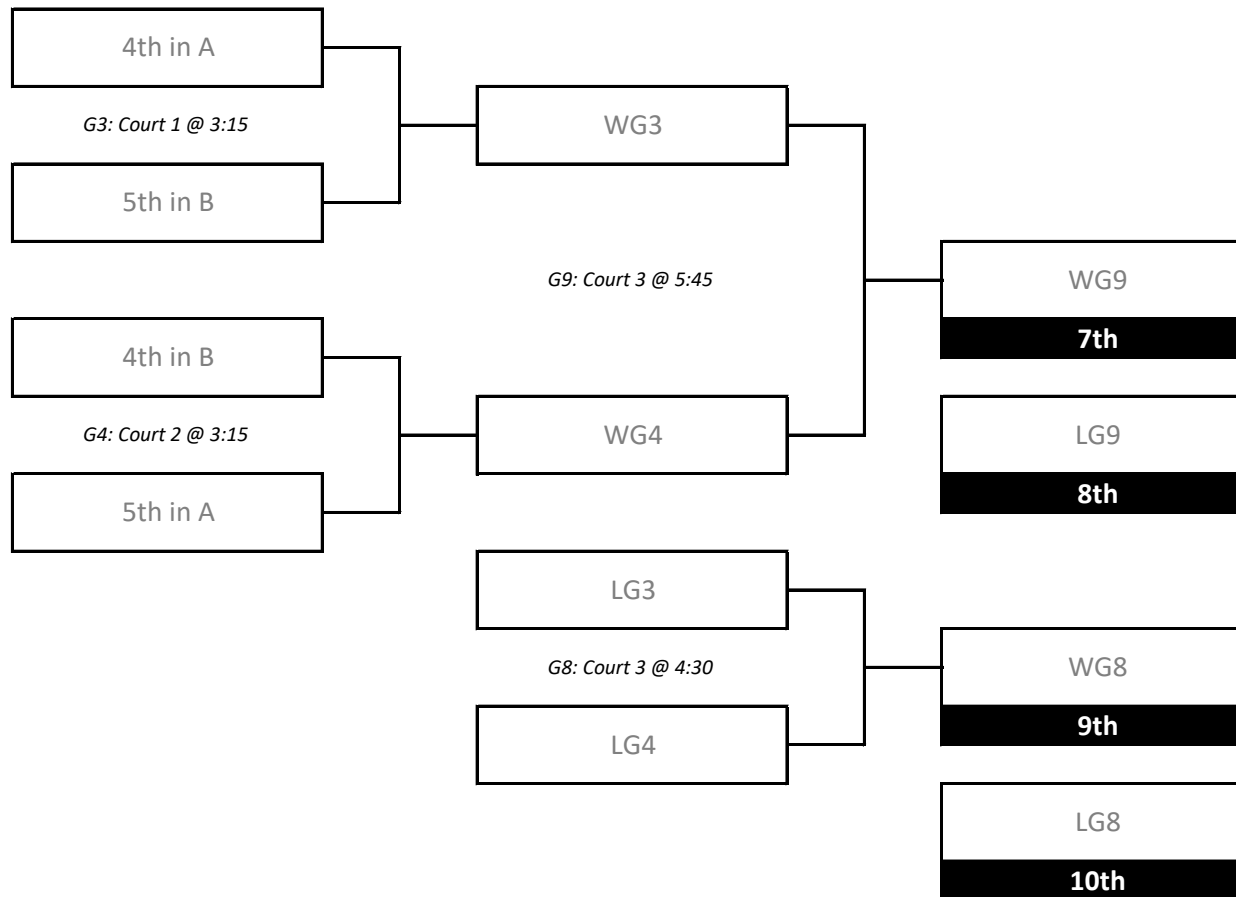 4th in A
G3: Court 1 @ 3:15
WG3
5th in B
G9: Court 3 @ 5:45
WG9
7th
4th in B
G4: Court 2 @ 3:15
WG4
LG9
8th
5th in A
LG3
G8: Court 3 @ 4:30
WG8
9th
LG4
LG8
10th